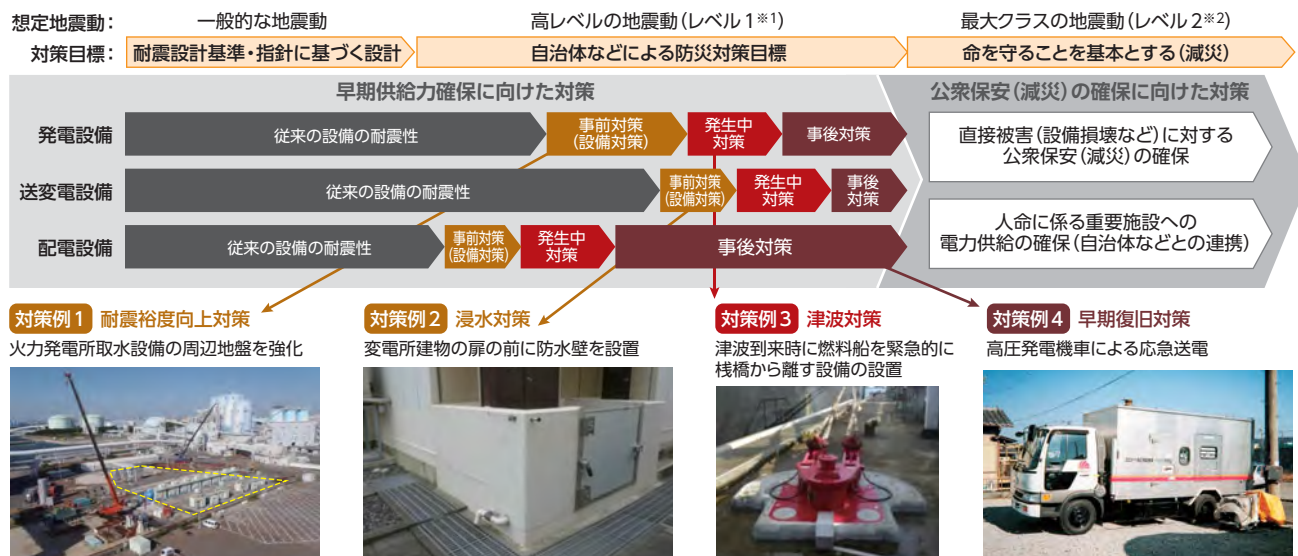 想定地震動： 一般的な地震動 高レベルの地震動（レベル1※1） 最大クラスの地震動（レベル2※2）
対策目標： 耐震設計基準・指針に基づく設計 自治体などによる防災対策目標 命を守ることを基本とする（減災）
早期供給力確保に向けた対策 公衆保安（減災）の確保に向けた対策
発電設備
従来の設備の耐震性
事前対策
（設備対策）
発生中
対策
事後対策
送変電設備
従来の設備の耐震性
事前対策
（設備対策）
発生中
対策
事後
対策
配電設備
従来の設備の耐震性
事前対策
（設備対策）
発生中
対策
事後対策
直接被害（設備損壊など）に対する
公衆保安（減災）の確保
人命に係る重要施設への
電力供給の確保（自治体などとの連携）
対策例1 耐震裕度向上対策
火力発電所取水設備の周辺地盤を強化
対策例2 浸水対策
変電所建物の扉の前に防水壁を設置
対策例3 津波対策
津波到来時に燃料船を緊急的に
桟橋から離す設備の設置
対策例4 早期復旧対策
高圧発電機車による応急送電